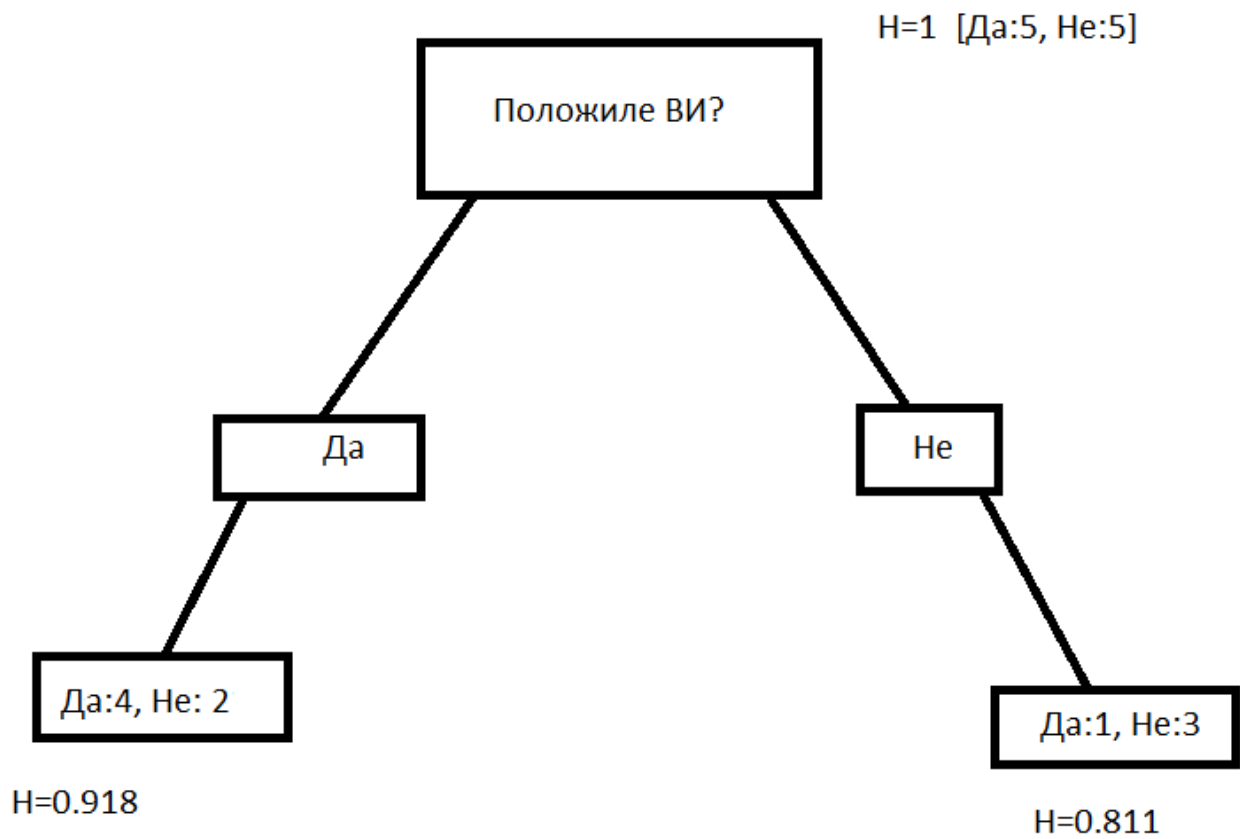 H=1 [Да:5, Не:5]
Положиле ВИ?
Да
Не
Да:4, Не: 2
Да:1, Не:3
H=0.918
H=0.811